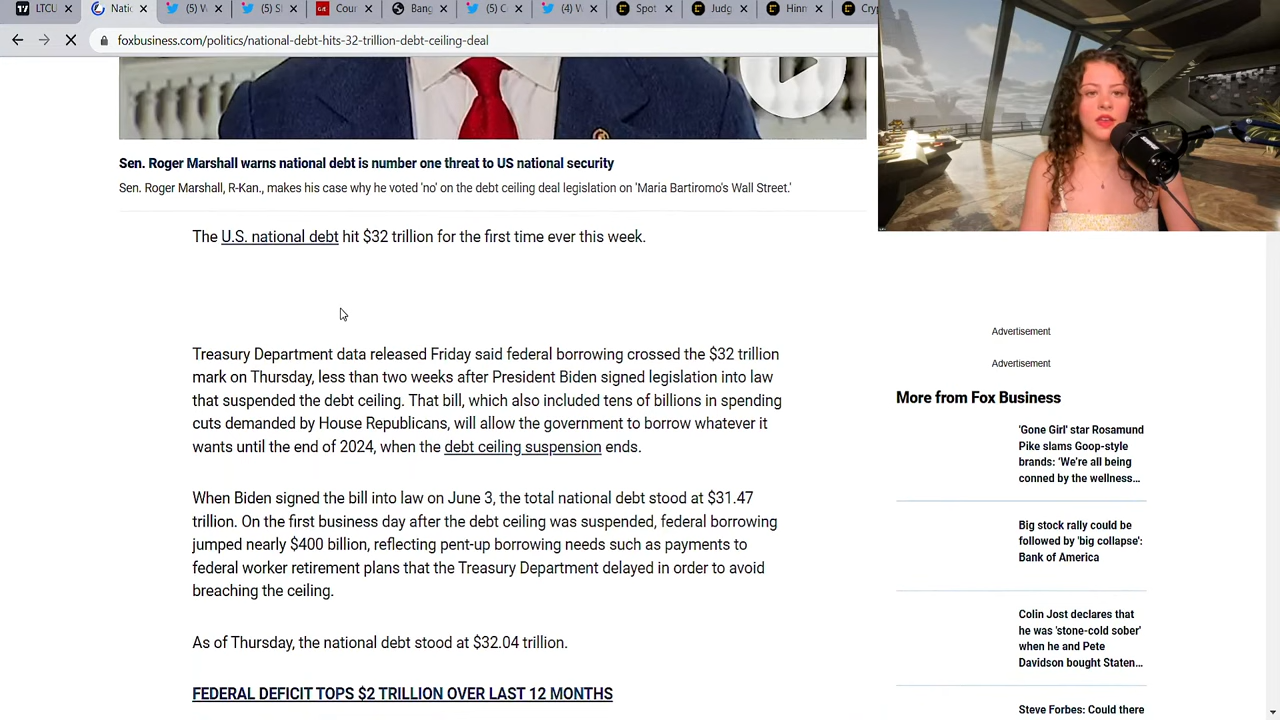 LTCU
Natio
(5) W
(5) Sl
Cour
Bang
(5) C
(4) W
Spot
Judg
Hinn
Cry
foxbusiness.com/politics/national-debt-hits-32-trillion-debt-ceiling-deal
Sen. Roger Marshall warns national debt is number one threat to US national security
Sen. Roger Marshall, R-Kan., makes his case why he voted 'no' on the debt ceiling deal legislation on 'Maria Bartiromo's Wall Street.'
The U.S. national debt hit $32 trillion for the first time ever this week.
Treasury Department data released Friday said federal borrowing crossed the $32 trillion
mark on Thursday, less than two weeks after President Biden signed legislation into law
that suspended the debt ceiling. That bill, which also included tens of billions in spending
cuts demanded by House Republicans, will allow the government to borrow whatever it
wants until the end of 2024, when the debt ceiling suspension ends.
When Biden signed the bill into law on June 3, the total national debt stood at $31.47
trillion. On the first business day after the debt ceiling was suspended, federal borrowing
jumped nearly $400 billion, reflecting pent-up borrowing needs such as payments to
federal worker retirement plans that the Treasury Department delayed in order to avoid
breaching the ceiling.
As of Thursday, the national debt stood at $32.04 trillion.
FEDERAL DEFICIT TOPS $2 TRILLION OVER LAST 12 MONTHS
Advertisement
Advertisement
More from Fox Business
'Gone Girl' star Rosamund
Pike slams Goop-style
brands: 'We're all being
conned by the wellness...
Big stock rally could be
followed by 'big collapse':
Bank of America
Colin Jost declares that
he was 'stone-cold sober'
when he and Pete
Davidson bought Staten...
Steve Forbes: Could there